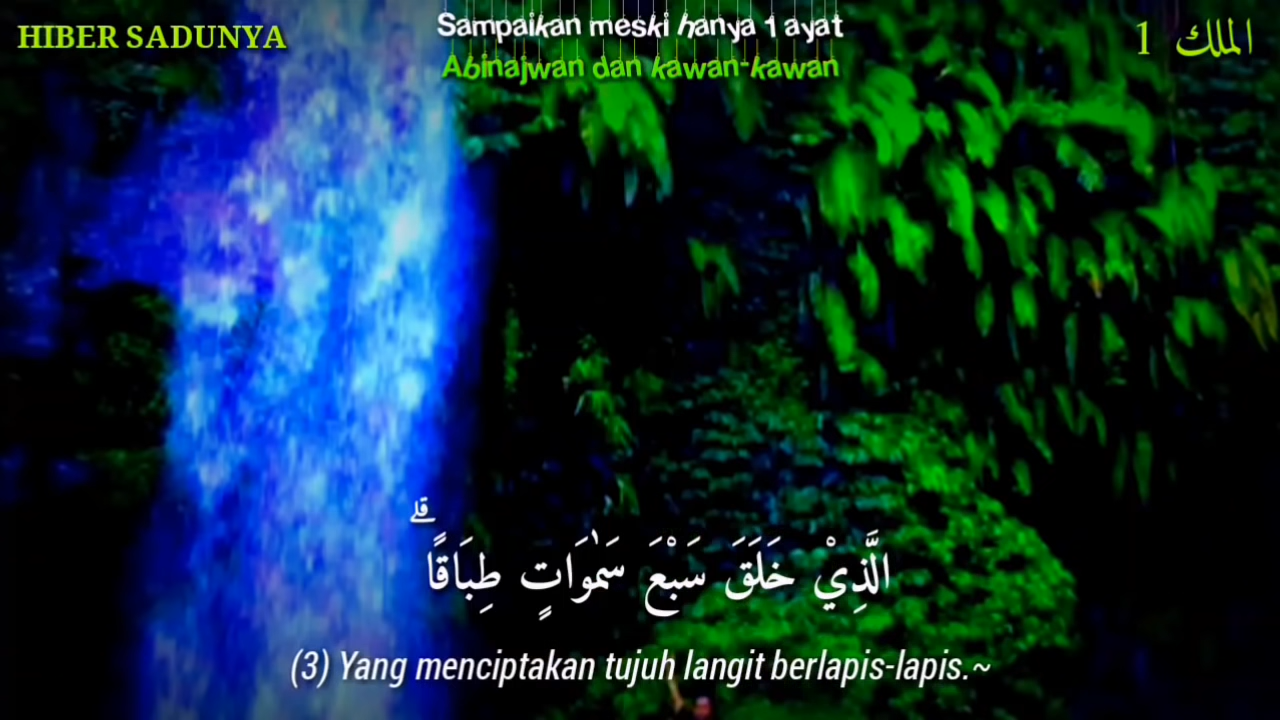 HIBER SADUNYA
Sampaikan meski hanya 1 ayat
Abinajwan dan kawan-kawan
الملك 1
الَّذِيْ خَلَقَ سَبْعَ سَمٰوَاتٍ طِبَاقًاۗ
(3) Yang menciptakan tujuh langit berlapis-lapis.~